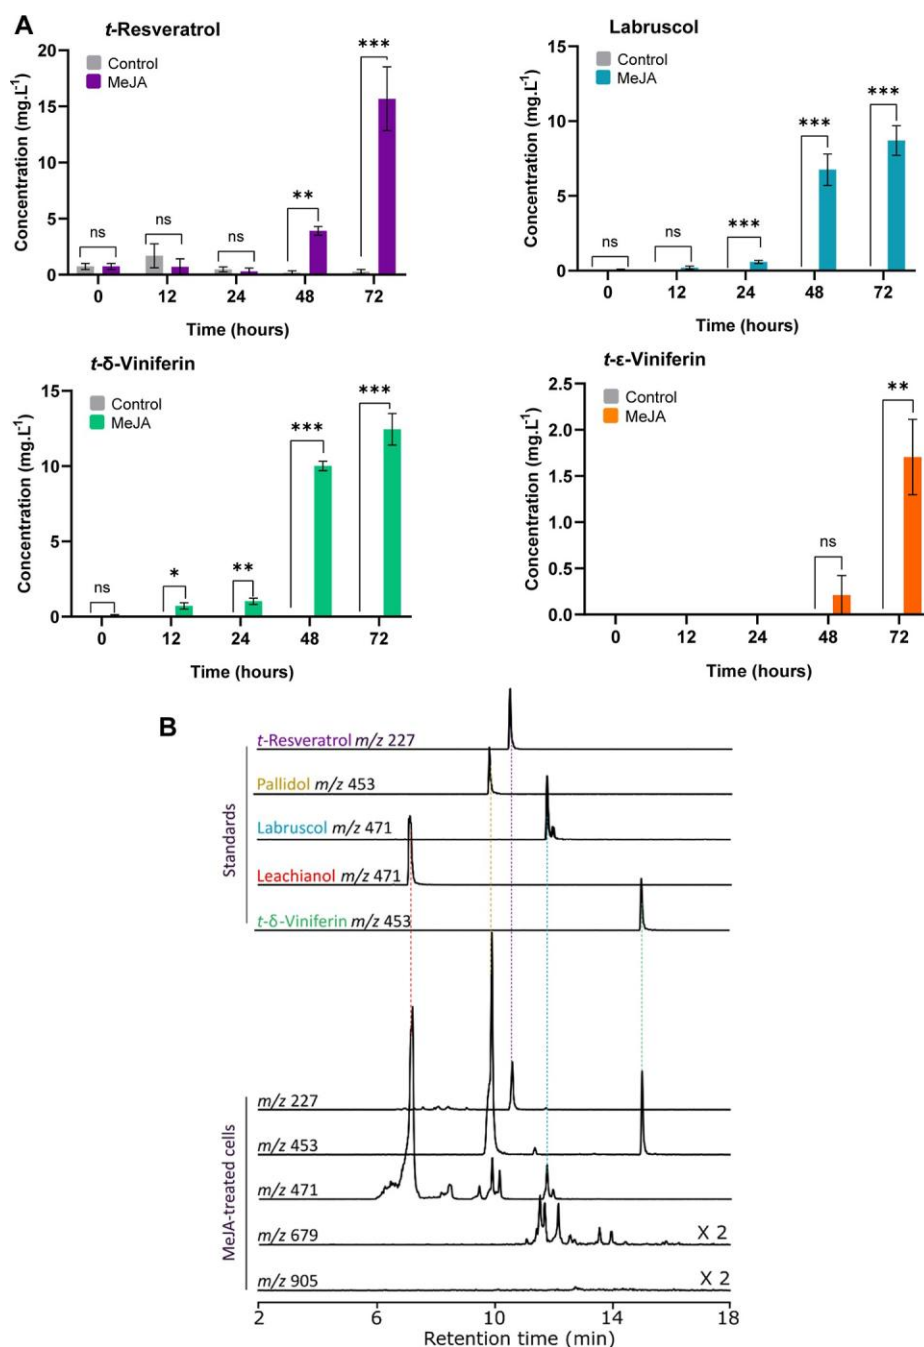 A
t-Resveratrol
Control
MeJA
Concentration (mg.L⁻¹)
20
15
10
5
0
ns
ns
ns
**
***
0 12 24 48 72
Time (hours)
Labruscol
Control
MeJA
Concentration (mg.L⁻¹)
15
10
5
0
ns
ns
***
***
***
0 12 24 48 72
Time (hours)
t-δ-Viniferin
Control
MeJA
Concentration (mg.L⁻¹)
15
10
5
0
ns
*
**
***
***
0 12 24 48 72
Time (hours)
t-ε-Viniferin
Control
MeJA
Concentration (mg.L⁻¹)
2.5
2.0
1.5
1.0
0.5
0.0
ns
**
0 12 24 48 72
Time (hours)
B
Standards
t-Resveratrol m/z 227
Pallidol m/z 453
Labruscol m/z 471
Leachianol m/z 471
t-δ-Viniferin m/z 453
MeJA-treated cells
m/z 227
m/z 453
m/z 471
m/z 679 X 2
m/z 905 X 2
2 6 10 14 18
Retention time (min)